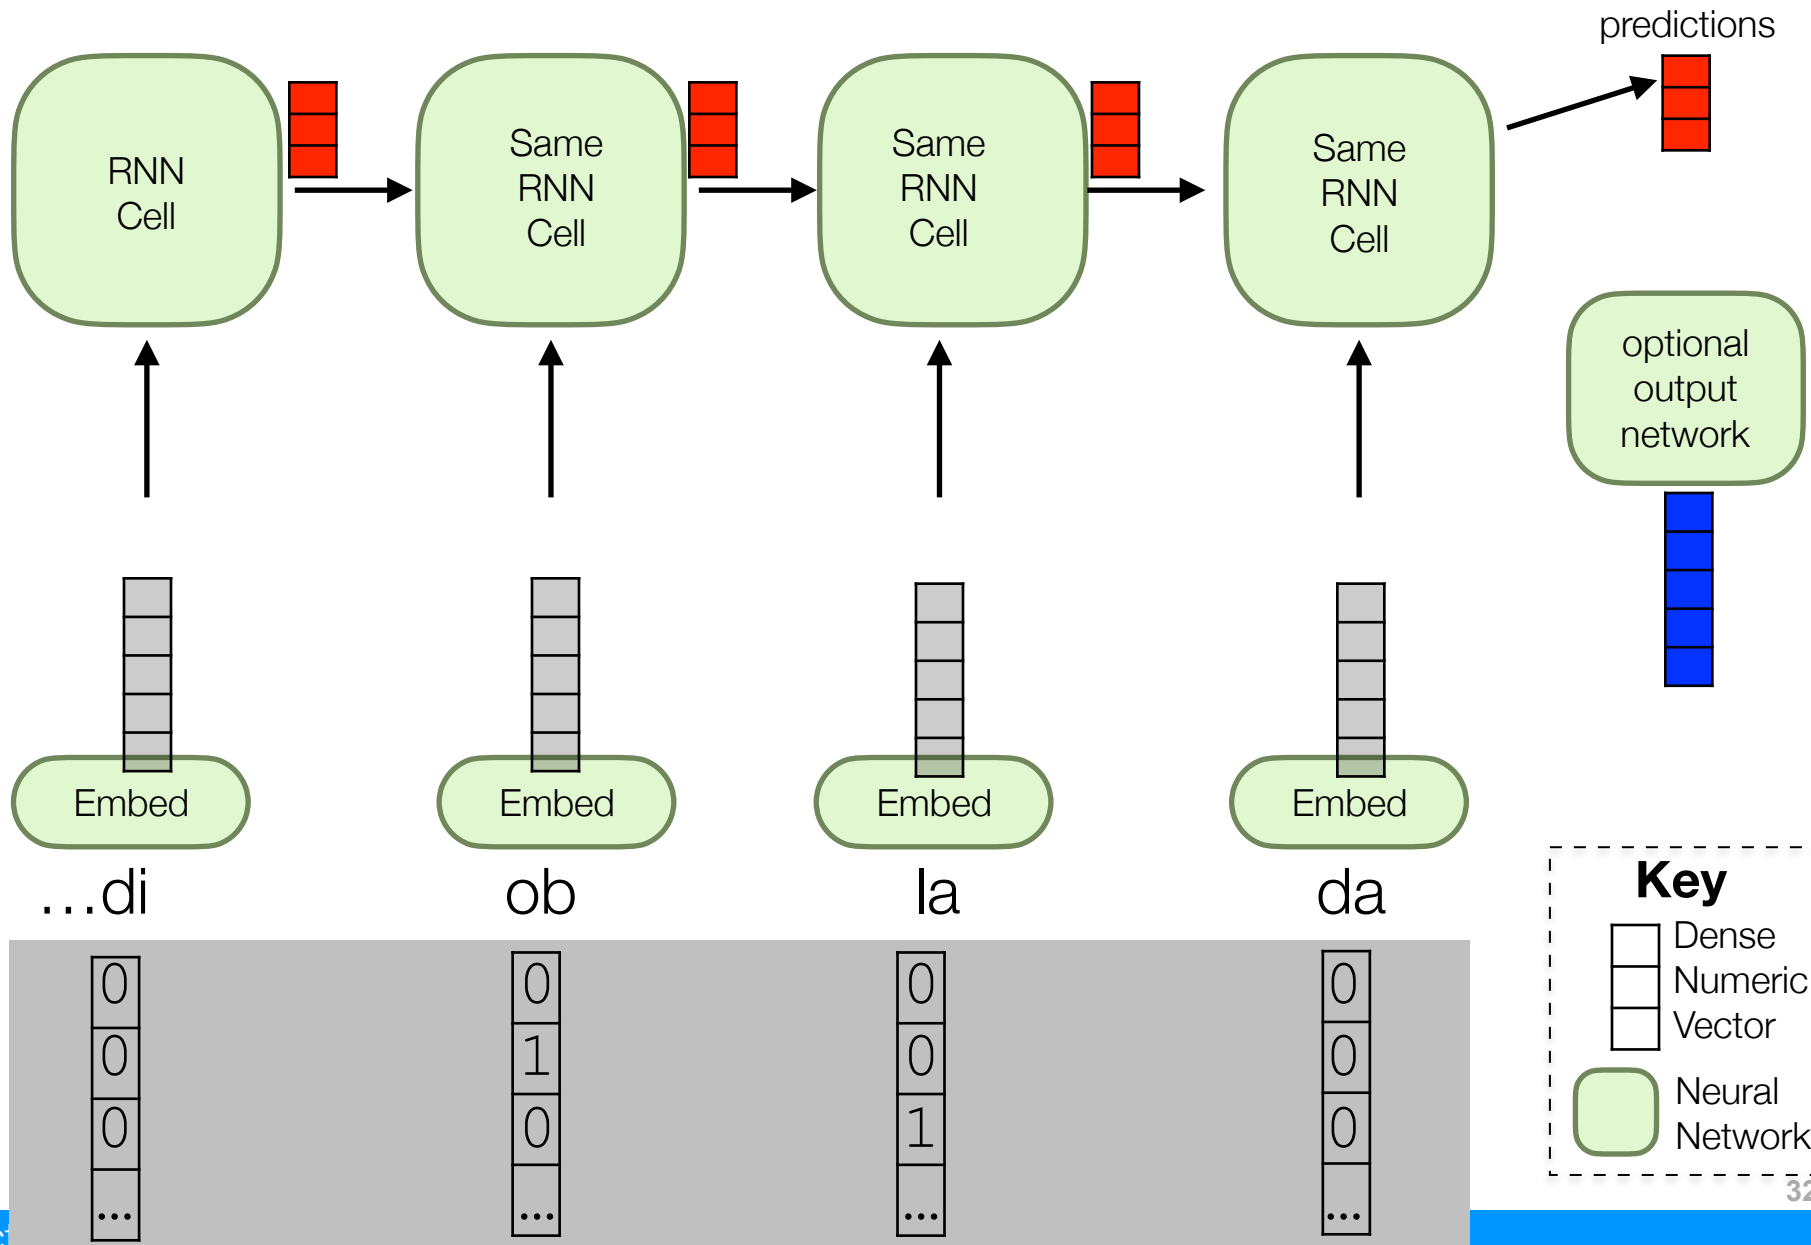 predictions
RNN
Cell
Same
RNN
Cell
Same
RNN
Cell
Same
RNN
Cell
optional
output
network
Embed
Embed
Embed
Embed
...di
ob
la
da
0
0
0
...
0
1
0
...
0
0
1
...
0
0
0
...
Key
Dense
Numeric
Vector
Neural
Network
32